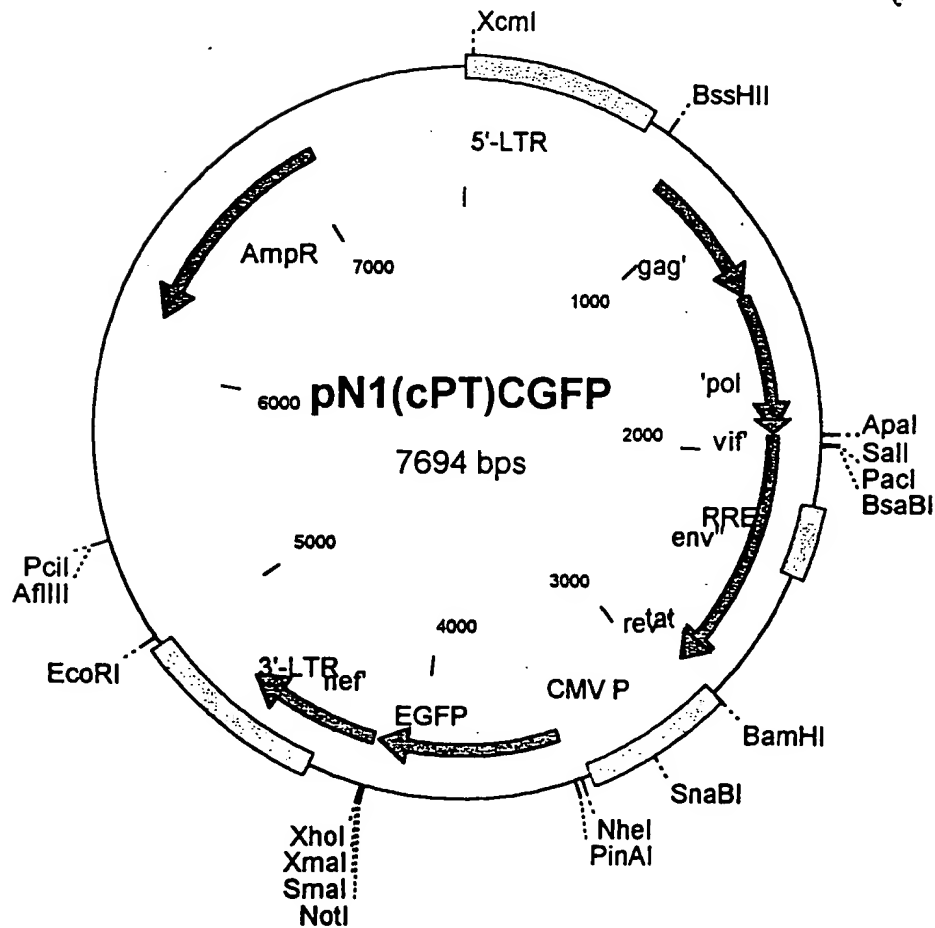 XcmI
BssHII
5'-LTR
AmpR
7000
gag'
1000
6000
pN1(cPT)CGFP
7694 bps
'pol
2000
vif'
ApaI
SalI
PacI
BsaBI
RRE
env''
5000
3000
PciI
AflIII
rev
tat
4000
EcoRI
3'-LTR
nef'
CMV P
EGFP
BamHI
SnaBI
NheI
PinAI
XhoI
XmaI
SmaI
NotI